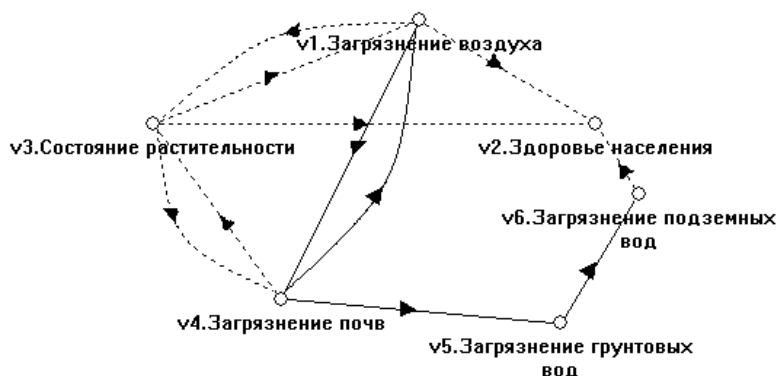 v1.Загрязнение воздуха
v3.Состояние растительности
v2.Здоровье населения
v6.Загрязнение подземных
вод
v4.Загрязнение почв
v5.Загрязнение грунтовых
вод